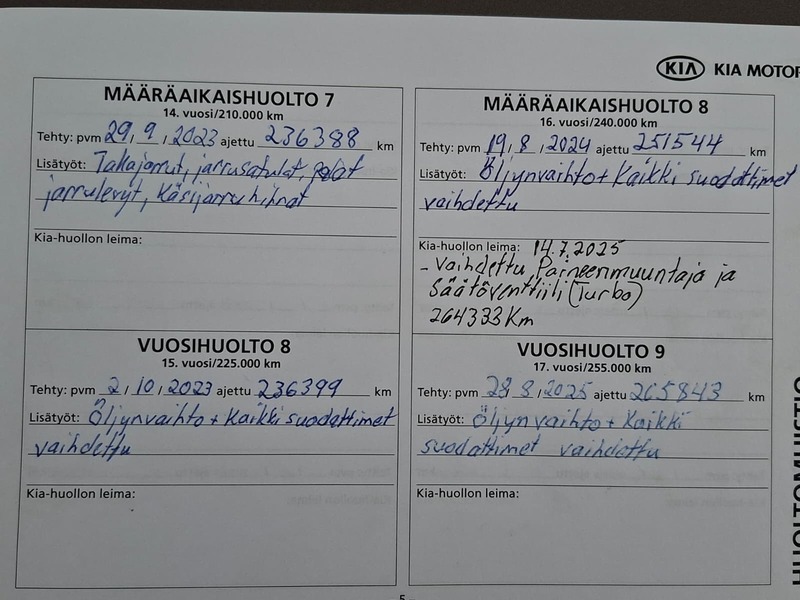 KIA KIA MOTOR
MÄÄRÄAIKAISHUOLTO 7
14. vuosi/210.000 km
Tehty: pvm 29 / 9 / 2023 ajettu 236388 km
Lisätyöt: Takajarrut, jarrusatulat, palat
jarrulevyt, Käsijarruhihnat
Kia-huollon leima:
MÄÄRÄAIKAISHUOLTO 8
16. vuosi/240.000 km
Tehty: pvm 19 / 8 / 2024 ajettu 251544 km
Lisätyöt: Öljynvaihto + Kaikki suodattimet
vaihdettu
Kia-huollon leima: 14.7.2025
- Vaihdettu Paineenmuuntaja ja
Säätöventtiili (Turbo)
264333 Km
VUOSIHUOLTO 8
15. vuosi/225.000 km
Tehty: pvm 2 / 10 / 2023 ajettu 236399 km
Lisätyöt: Öljynvaihto + Kaikki suodattimet
vaihdettu
Kia-huollon leima:
VUOSIHUOLTO 9
17. vuosi/255.000 km
Tehty: pvm 28 / 8 / 2025 ajettu 265843 km
Lisätyöt: Öljynvaihto + Kaikki
suodattimet vaihdettu
Kia-huollon leima:
HUOLTOMUISTIO